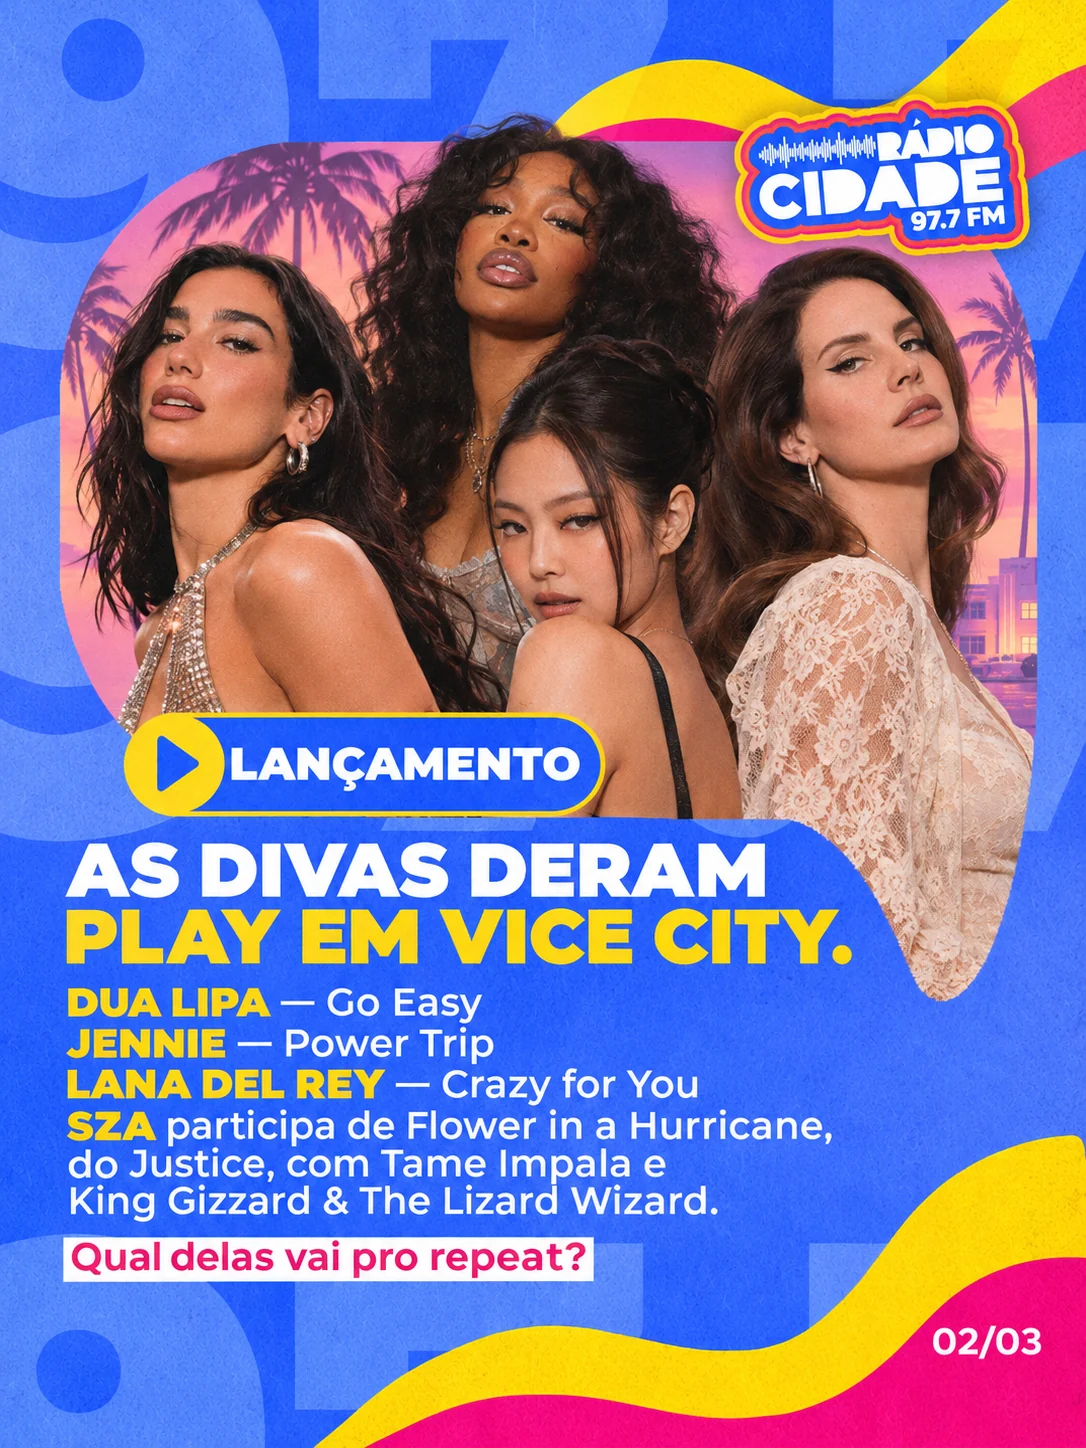 RÁDIO
CIDADE
97.7 FM
LANÇAMENTO
AS DIVAS DERAM
PLAY EM VICE CITY.
DUA LIPA — Go Easy
JENNIE — Power Trip
LANA DEL REY — Crazy for You
SZA participa de Flower in a Hurricane,
do Justice, com Tame Impala e
King Gizzard & The Lizard Wizard.
Qual delas vai pro repeat?
02/03